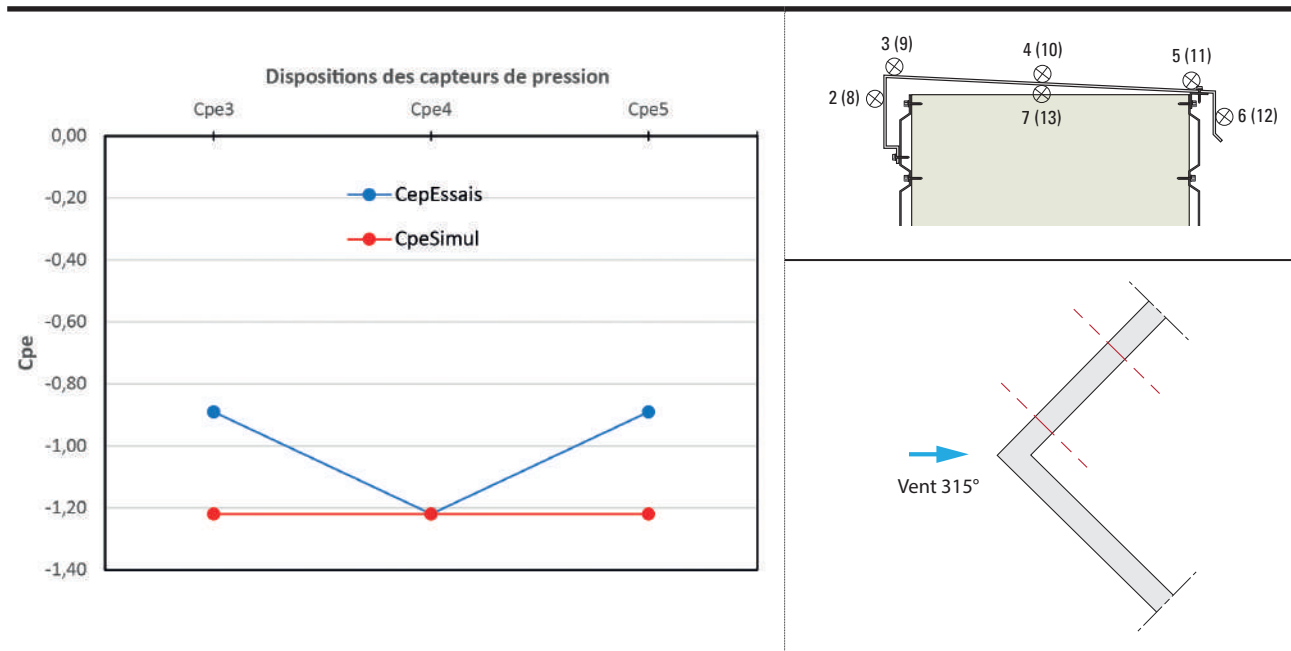 Dispositions des capteurs de pression
Cpe3 Cpe4 Cpe5
0,00
-0,20
-0,40
-0,60
-0,80
-1,00
-1,20
-1,40
Cpe
CepEssais
CpeSimul
3 (9)
4 (10)
5 (11)
2 (8)
7 (13)
6 (12)
Vent 315°